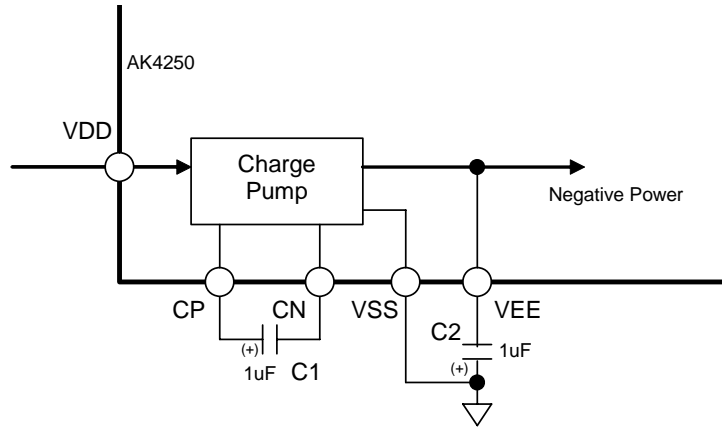 AK4250
VDD
Charge
Pump
Negative Power
CP
CN
VSS
VEE
(+)
1uF
C1
C2
1uF
(+)